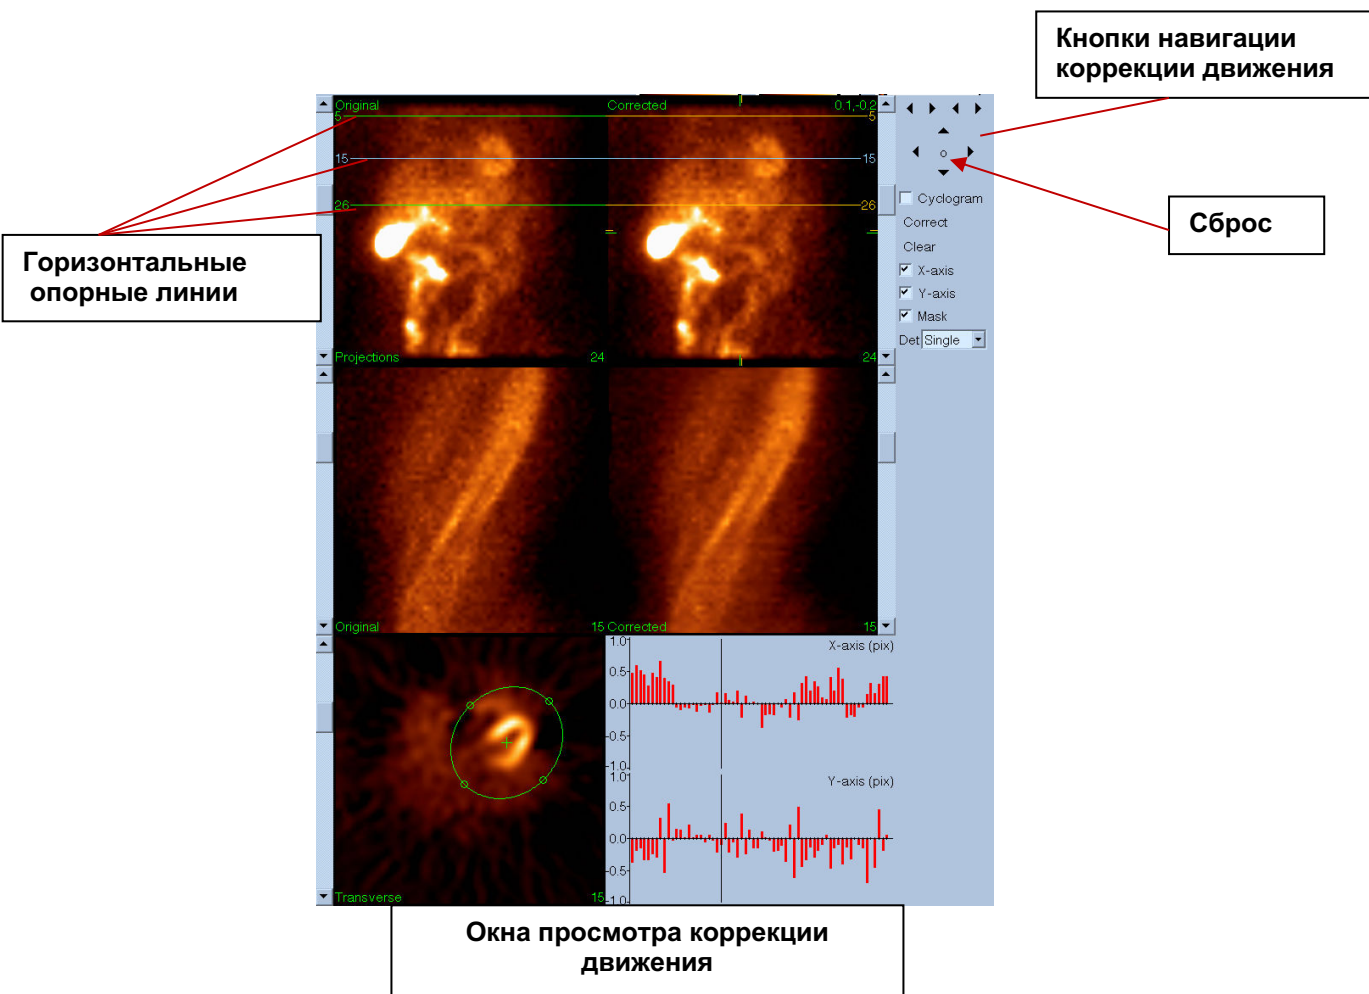 Кнопки навигации
коррекции движения
Original
Corrected
0.1,-0.2
5
5
15
15
26
26
Cyclogram
Correct
Clear
X-axis
Y-axis
Mask
Det Single
Сброс
Горизонтальные
опорные линии
Projections
24
24
Original
15
Corrected
15
1.0
X-axis (pix)
0.5
0.0
-0.5
-1.0
1.0
Y-axis (pix)
0.5
0.0
-0.5
-1.0
Transverse
15
Окна просмотра коррекции
движения